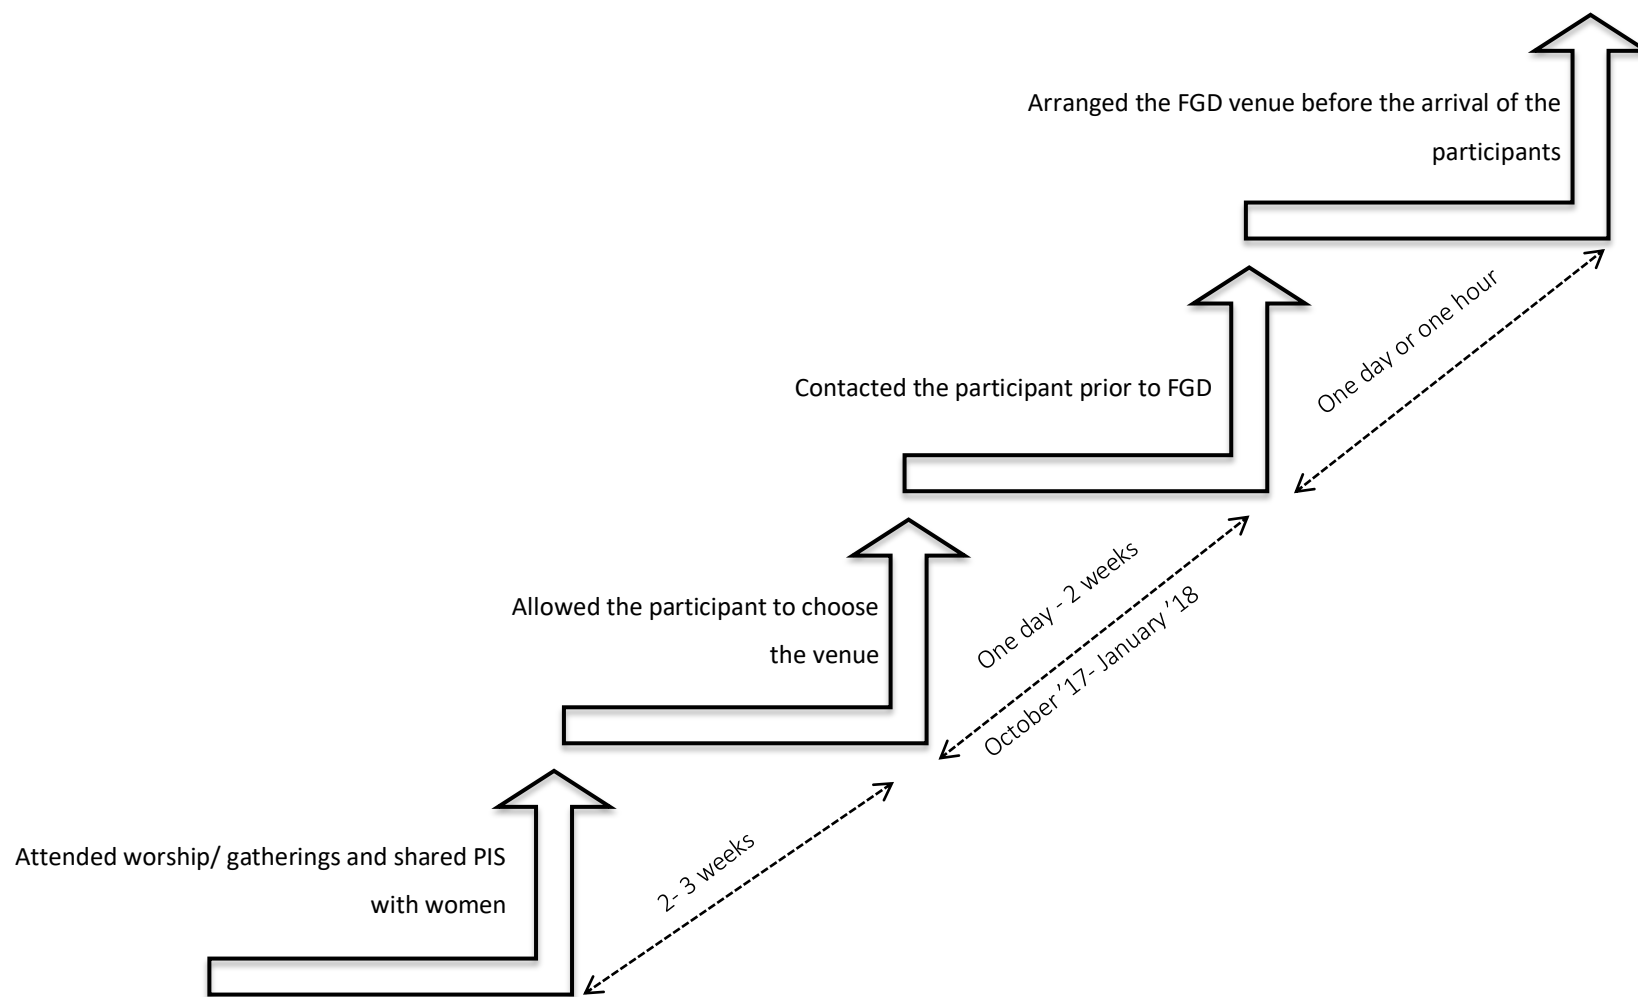 Arranged the FGD venue before the arrival of the
participants
One day or one hour
Contacted the participant prior to FGD
One day - 2 weeks
October ’17- January ’18
Allowed the participant to choose
the venue
2- 3 weeks
Attended worship/ gatherings and shared PIS
with women